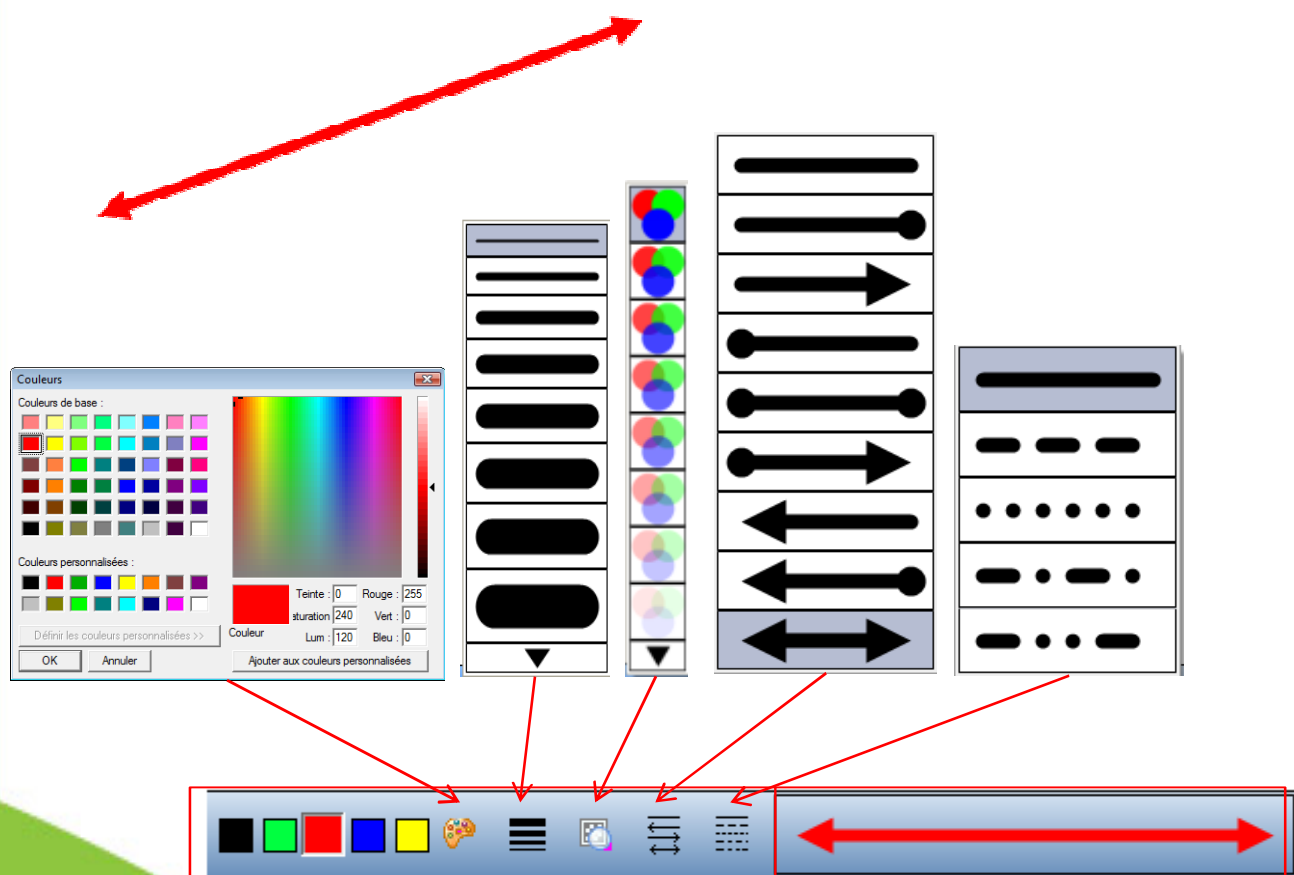 Couleurs
Couleurs de base :
Couleurs personnalisées :
Définir les couleurs personnalisées >>
OK Annuler
Teinte : 0 Rouge : 255
aturation 240 Vert : 0
Couleur Lum : 120 Bleu : 0
Ajouter aux couleurs personnalisées